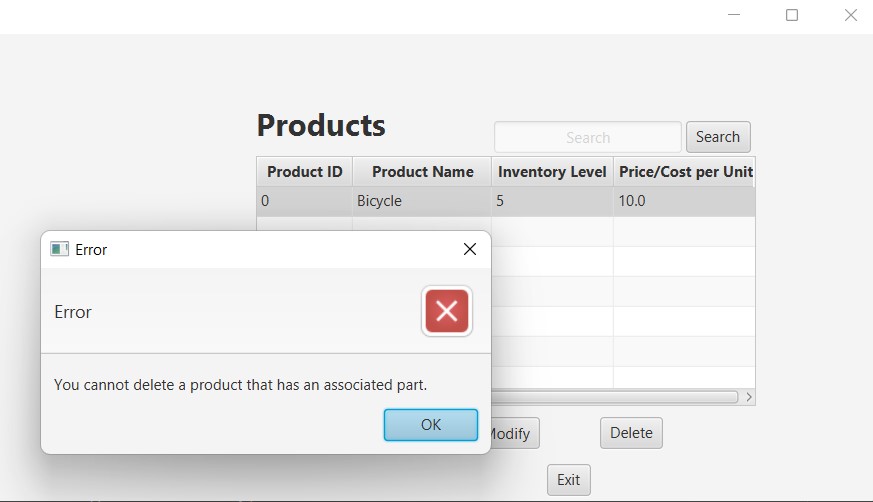 Products
Search Search
Product ID Product Name Inventory Level Price/Cost per Unit
0 Bicycle 5 10.0
Error
Error
You cannot delete a product that has an associated part.
OK
Modify Delete
Exit